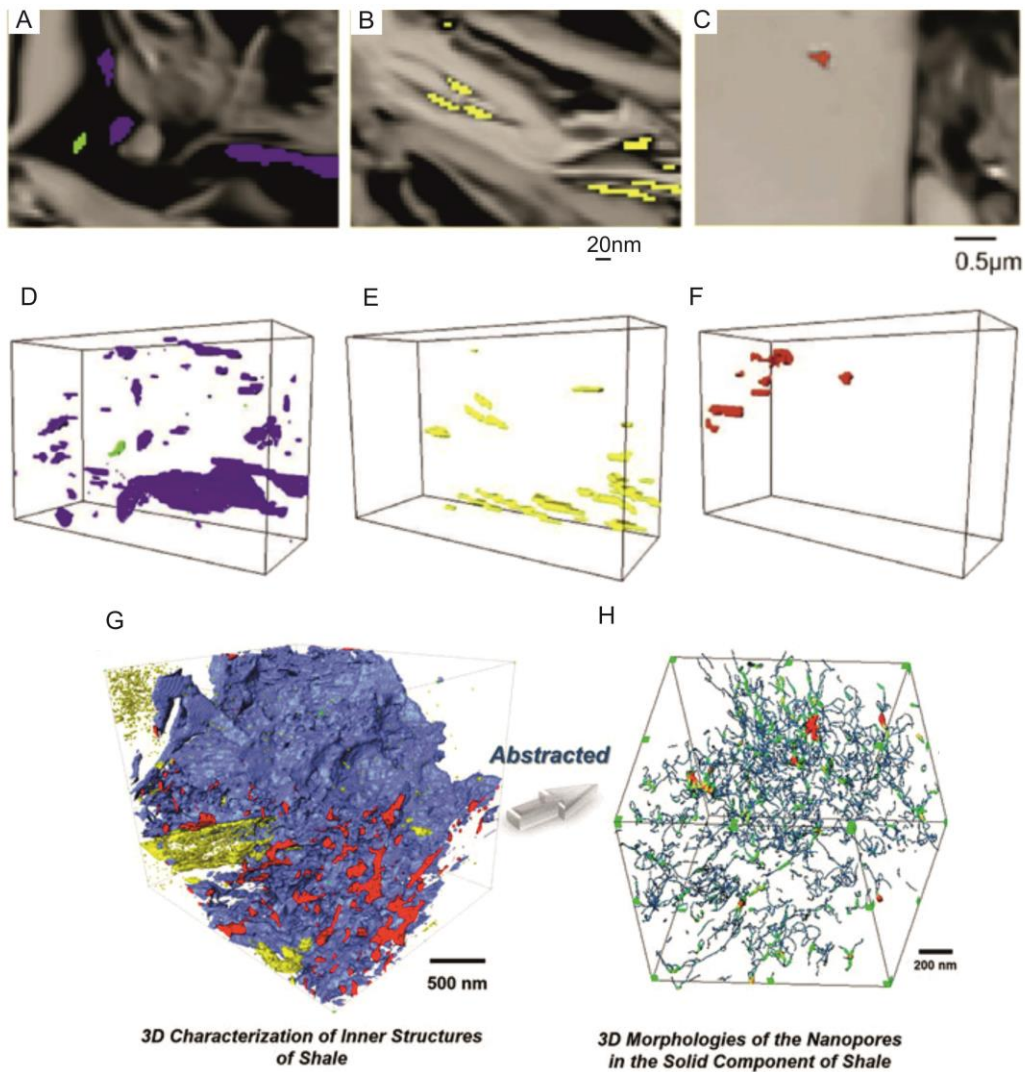 A
B
C
20nm
0.5μm
D
E
F
G
H
Abstracted
500 nm
200 nm
3D Characterization of Inner Structures
of Shale
3D Morphologies of the Nanopores
in the Solid Component of Shale